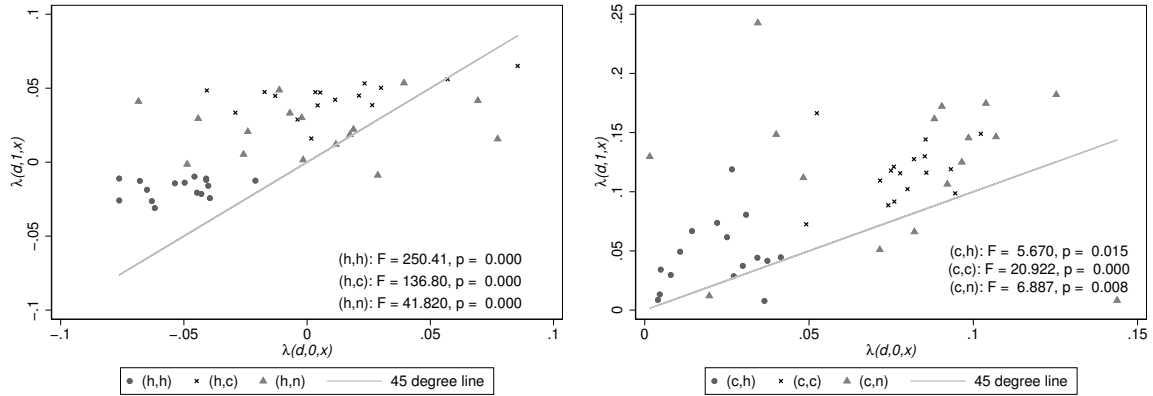 .1
.05
0
-.05
-.1
λ(d,1,x)
(h,h): F = 250.41, p = 0.000
(h,c): F = 136.80, p = 0.000
(h,n): F = 41.820, p = 0.000
-.1 -.05 0 .05 .1
λ(d,0,x)
(h,h) (h,c) (h,n) 45 degree line
.25
.2
.15
.1
.05
0
λ(d,1,x)
(c,h): F = 5.670, p = 0.015
(c,c): F = 20.922, p = 0.000
(c,n): F = 6.887, p = 0.008
0 .05 .1 .15
λ(d,0,x)
(c,h) (c,c) (c,n) 45 degree line